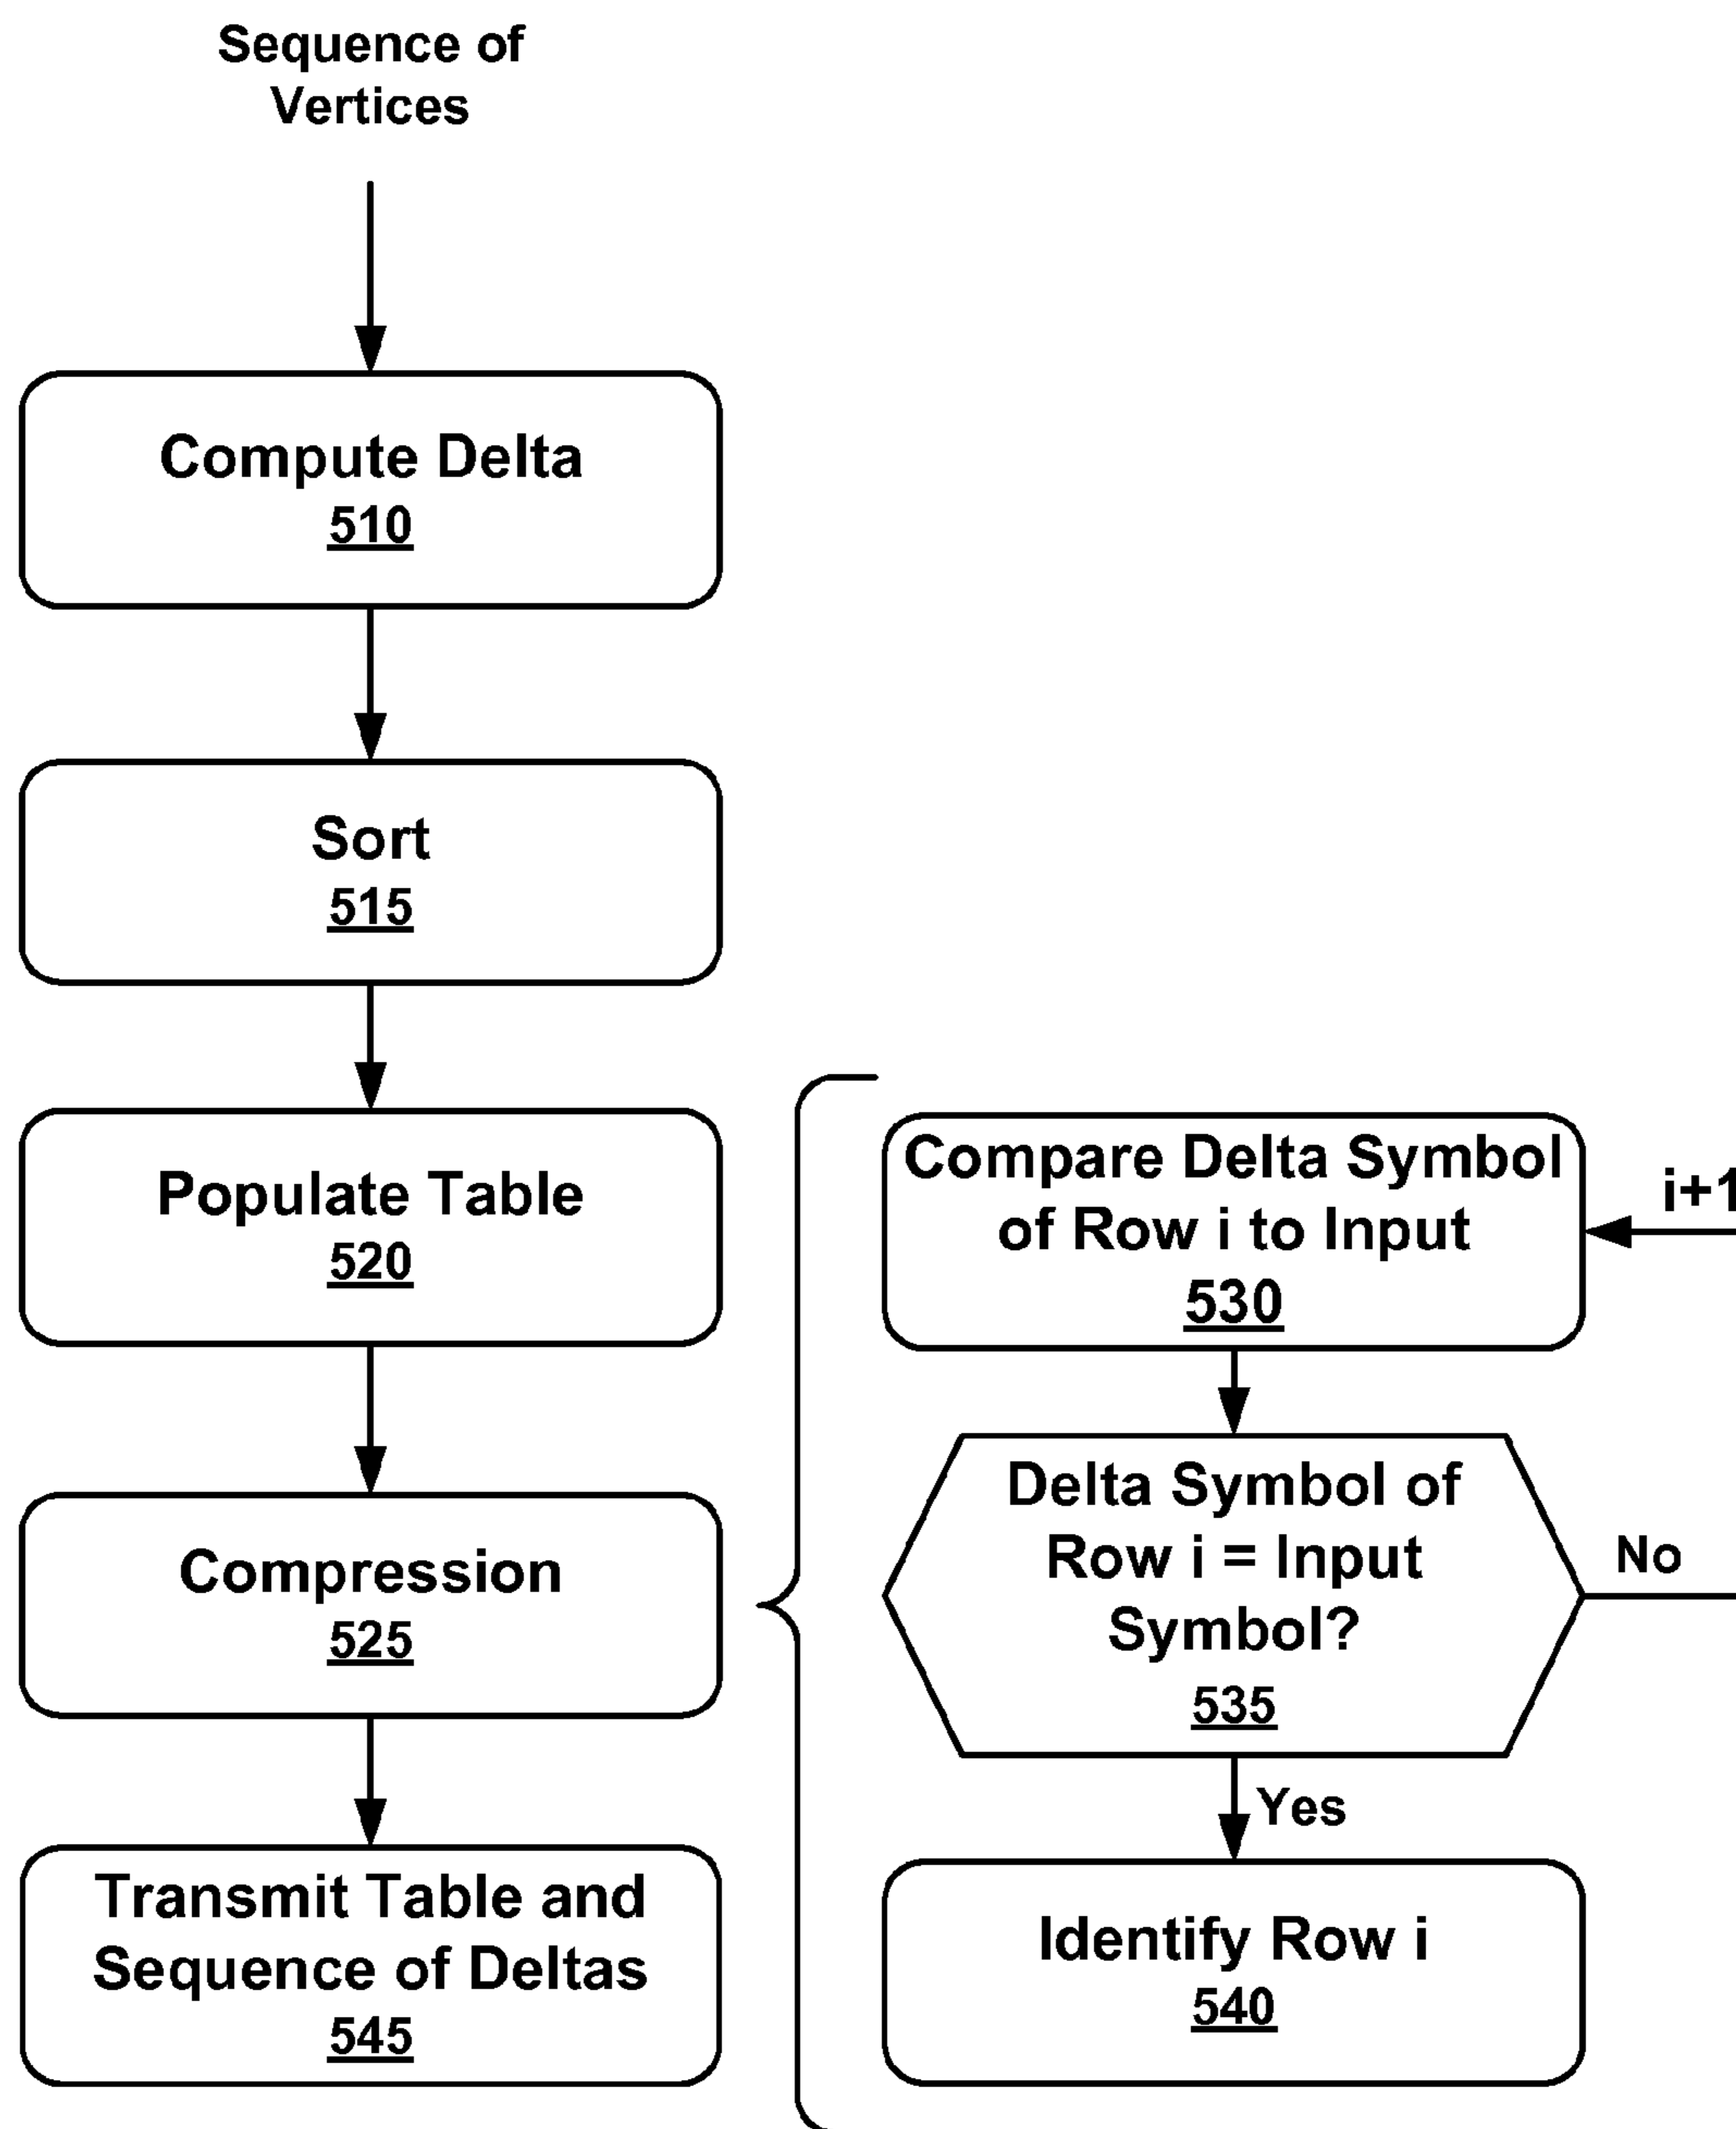 Sequence of
Vertices
Compute Delta
510
Sort
515
Populate Table
520
Compression
525
Transmit Table and
Sequence of Deltas
545
Compare Delta Symbol
of Row i to Input
530
i+1
Delta Symbol of
Row i = Input
Symbol?
535
No
Yes
Identify Row i
540